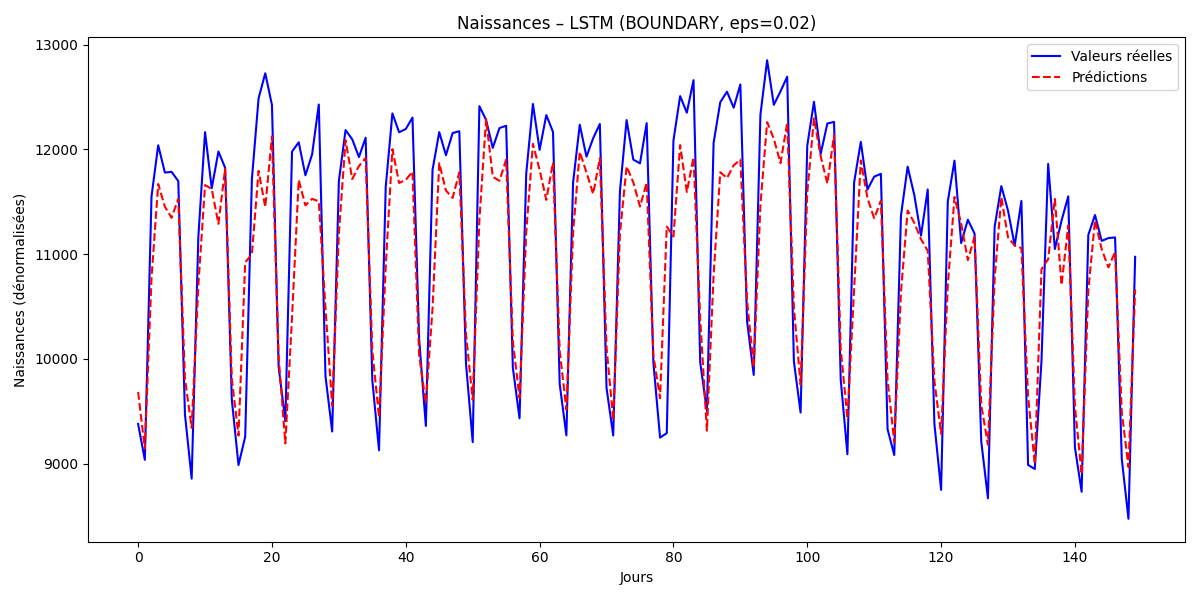 Naissances – LSTM (BOUNDARY, eps=0.02)
Valeurs réelles
Prédictions
Naissances (dénormalisées)
13000
12000
11000
10000
9000
0 20 40 60 80 100 120 140
Jours